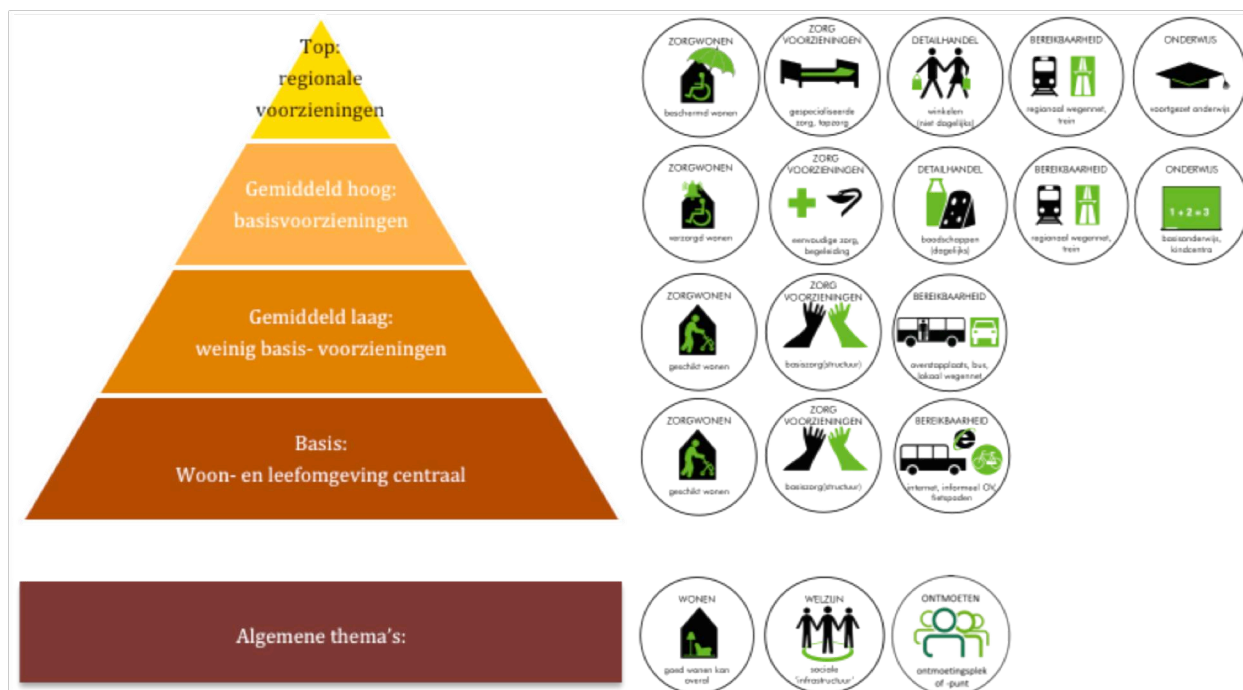 Top:
regionale
voorzieningen
ZORGWONEN
beschermd wonen
ZORG
VOORZIENINGEN
gespecialiseerde
zorg, topzorg
DETAILHANDEL
winkelen
(niet dagelijks)
BEREIKBAARHEID
regionaal wegennet,
trein
ONDERWIJS
voortgezet onderwijs
Gemiddeld hoog:
basisvoorzieningen
ZORGWONEN
verzorgd wonen
ZORG
VOORZIENINGEN
eenvoudige zorg,
begeleiding
DETAILHANDEL
boodschappen
(dagelijks)
BEREIKBAARHEID
regionaal wegennet,
trein
ONDERWIJS
1 + 2 = 3
basisonderwijs,
kindcentra
Gemiddeld laag:
weinig basis- voorzieningen
ZORGWONEN
geschikt wonen
ZORG
VOORZIENINGEN
basiszorg(structuur)
BEREIKBAARHEID
overstapplaats, bus,
lokaal wegennet,
Basis:
Woon- en leefomgeving centraal
ZORGWONEN
geschikt wonen
ZORG
VOORZIENINGEN
basiszorg(structuur)
BEREIKBAARHEID
internet, informeel OV,
fietspaden
Algemene thema's:
WONEN
goed wonen kan
overal
WELZIJN
sociale
'infrastructuur'
ONTMOETEN
ontmoetingsplek
of -punt